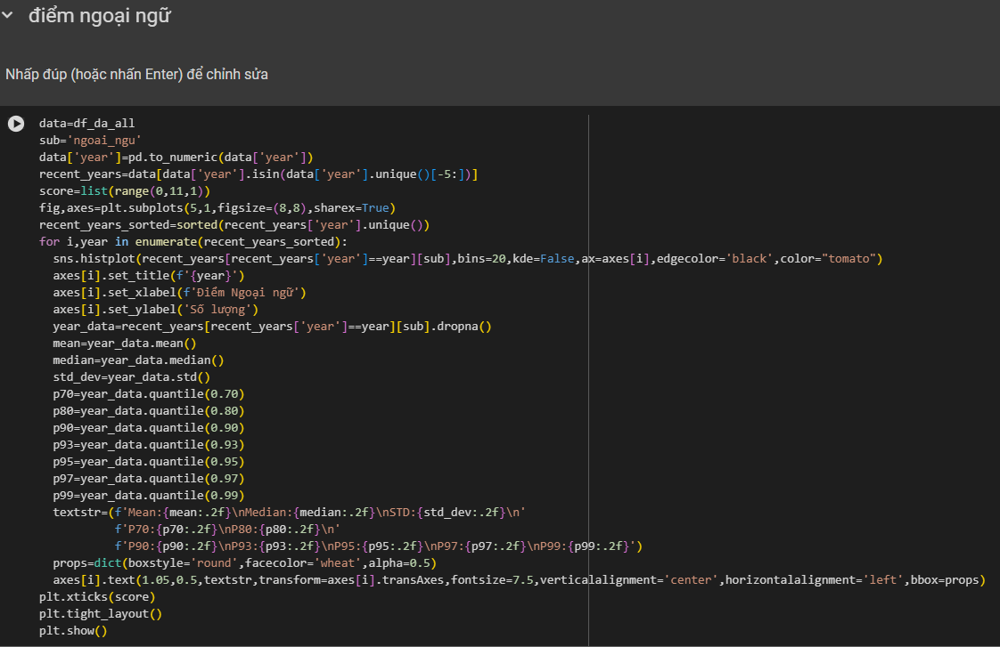 điểm ngoại ngữ
Nhấp đúp (hoặc nhấn Enter) để chỉnh sửa
data=df_da_all
sub='ngoai_ngu'
data['year']=pd.to_numeric(data['year'])
recent_years=data[data['year'].isin(data['year'].unique()[-5:])]
score=list(range(0,11,1))
fig,axes=plt.subplots(5,1,figsize=(8,8),sharex=True)
recent_years_sorted=sorted(recent_years['year'].unique())
for i,year in enumerate(recent_years_sorted):
  sns.histplot(recent_years[recent_years['year']==year][sub],bins=20,kde=False,ax=axes[i],edgecolor='black',color="tomato")
  axes[i].set_title(f'{year}')
  axes[i].set_xlabel(f'Điểm Ngoại ngữ')
  axes[i].set_ylabel('Số lượng')
  year_data=recent_years[recent_years['year']==year][sub].dropna()
  mean=year_data.mean()
  median=year_data.median()
  std_dev=year_data.std()
  p70=year_data.quantile(0.70)
  p80=year_data.quantile(0.80)
  p90=year_data.quantile(0.90)
  p93=year_data.quantile(0.93)
  p95=year_data.quantile(0.95)
  p97=year_data.quantile(0.97)
  p99=year_data.quantile(0.99)
  textstr=(f'Mean:{mean:.2f}\nMedian:{median:.2f}\nSTD:{std_dev:.2f}\n'
           f'P70:{p70:.2f}\nP80:{p80:.2f}\n'
           f'P90:{p90:.2f}\nP93:{p93:.2f}\nP95:{p95:.2f}\nP97:{p97:.2f}\nP99:{p99:.2f}')
  props=dict(boxstyle='round',facecolor='wheat',alpha=0.5)
  axes[i].text(1.05,0.5,textstr,transform=axes[i].transAxes,fontsize=7.5,verticalalignment='center',horizontalalignment='left',bbox=props)
plt.xticks(score)
plt.tight_layout()
plt.show()